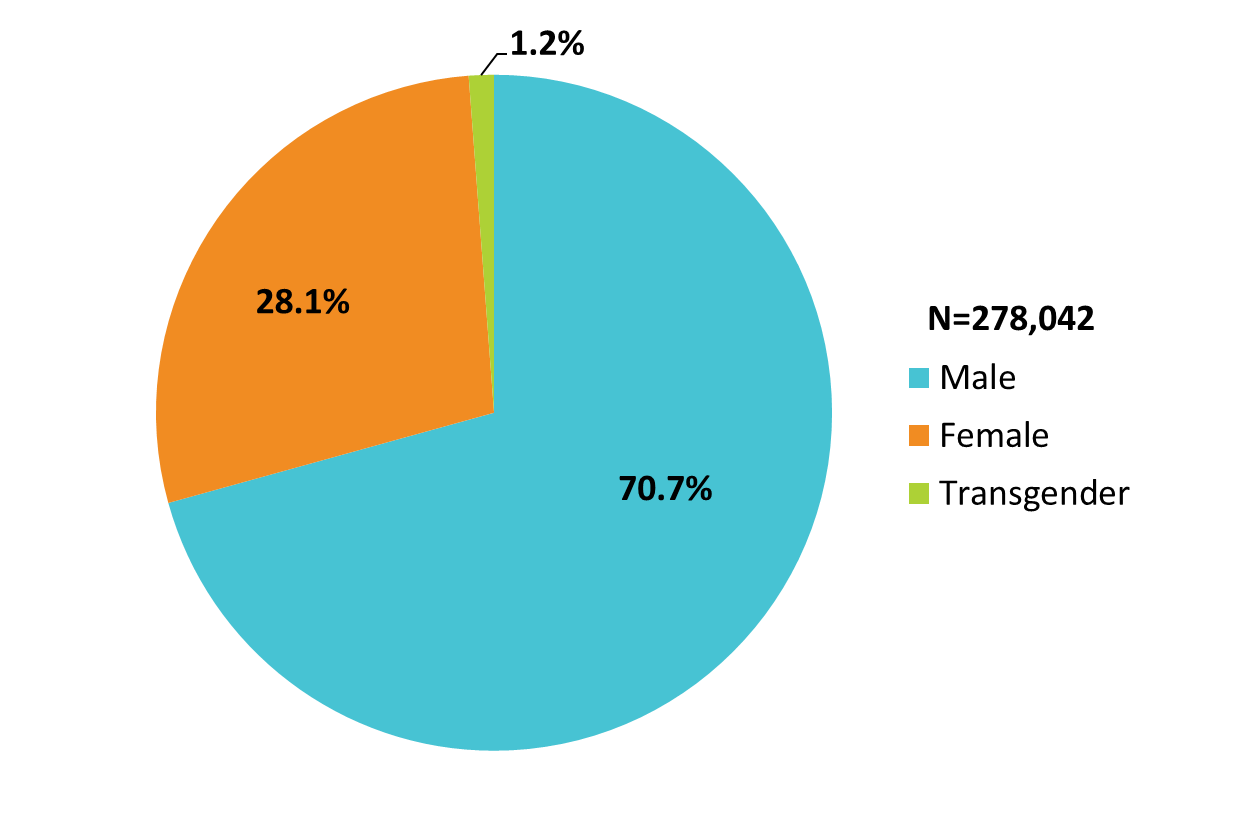 1.2%
28.1%
70.7%
N=278,042
Male
Female
Transgender